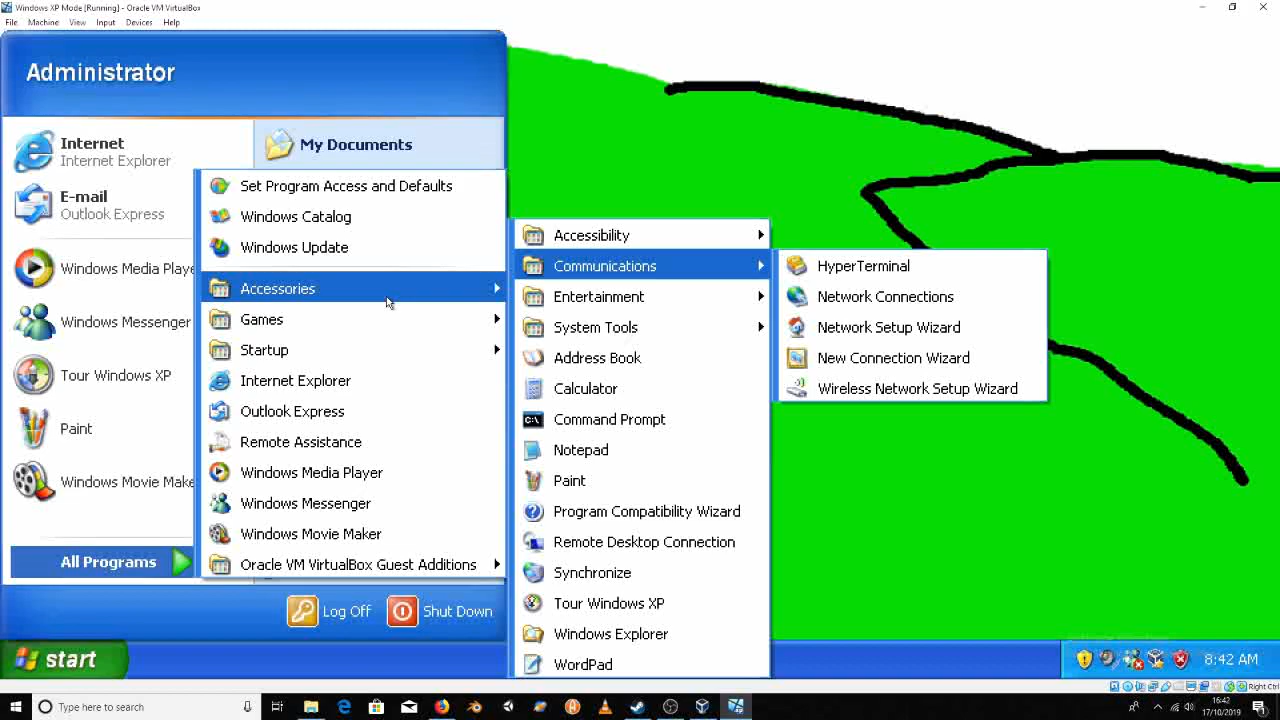 Windows XP Mode [Running] - Oracle VM VirtualBox
File Machine View Input Devices Help
Administrator
Internet
Internet Explorer
E-mail
Outlook Express
Windows Media Playe
Windows Messenger
Tour Windows XP
Paint
Windows Movie Make
All Programs
My Documents
Set Program Access and Defaults
Windows Catalog
Windows Update
Accessories
Games
Startup
Internet Explorer
Outlook Express
Remote Assistance
Windows Media Player
Windows Messenger
Windows Movie Maker
Oracle VM VirtualBox Guest Additions
Accessibility
Communications
Entertainment
System Tools
Address Book
Calculator
Command Prompt
Notepad
Paint
Program Compatibility Wizard
Remote Desktop Connection
Synchronize
Tour Windows XP
Windows Explorer
WordPad
HyperTerminal
Network Connections
Network Setup Wizard
New Connection Wizard
Wireless Network Setup Wizard
Log Off Shut Down
start
8:42 AM
Right Ctrl
Type here to search
16:42
17/10/2019